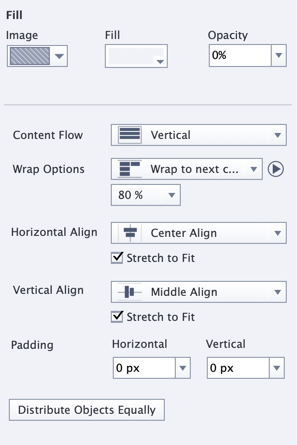 Fill
Image Fill Opacity
0%
Content Flow Vertical
Wrap Options Wrap to next c...
80 %
Horizontal Align Center Align
Stretch to Fit
Vertical Align Middle Align
Stretch to Fit
Padding Horizontal Vertical
0 px 0 px
Distribute Objects Equally